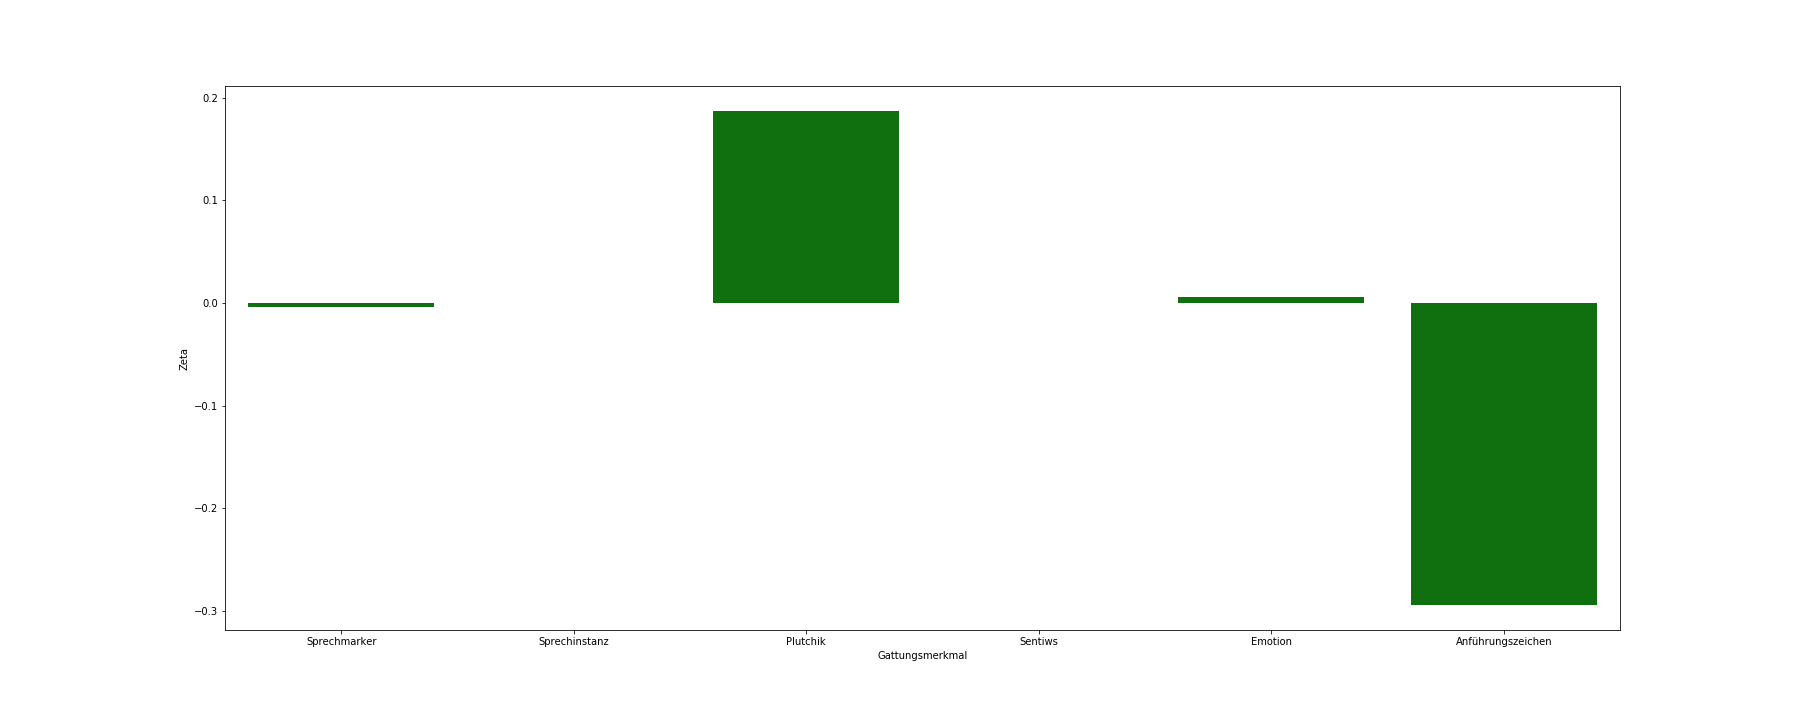 0.2
0.1
0.0
−0.1
−0.2
−0.3
Zeta
Sprechmarker Sprechinstanz Plutchik Sentiws Emotion Anführungszeichen
Gattungsmerkmal